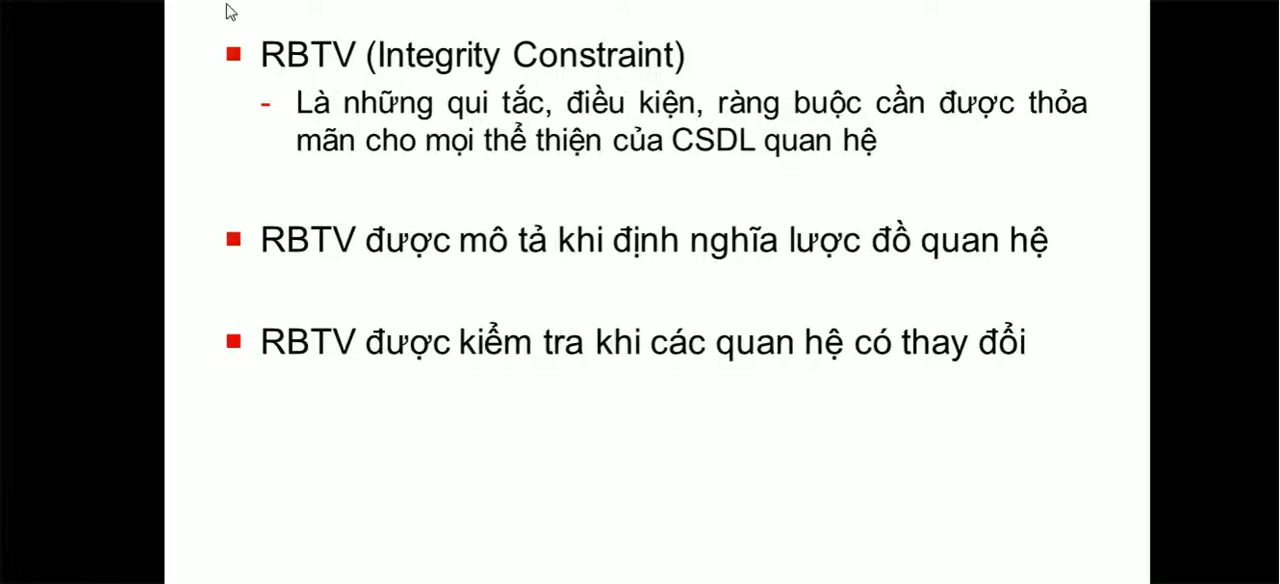 RBTV (Integrity Constraint)
- Là những qui tắc, điều kiện, ràng buộc cần được thỏa
mãn cho mọi thể thiện của CSDL quan hệ
RBTV được mô tả khi định nghĩa lược đồ quan hệ
RBTV được kiểm tra khi các quan hệ có thay đổi